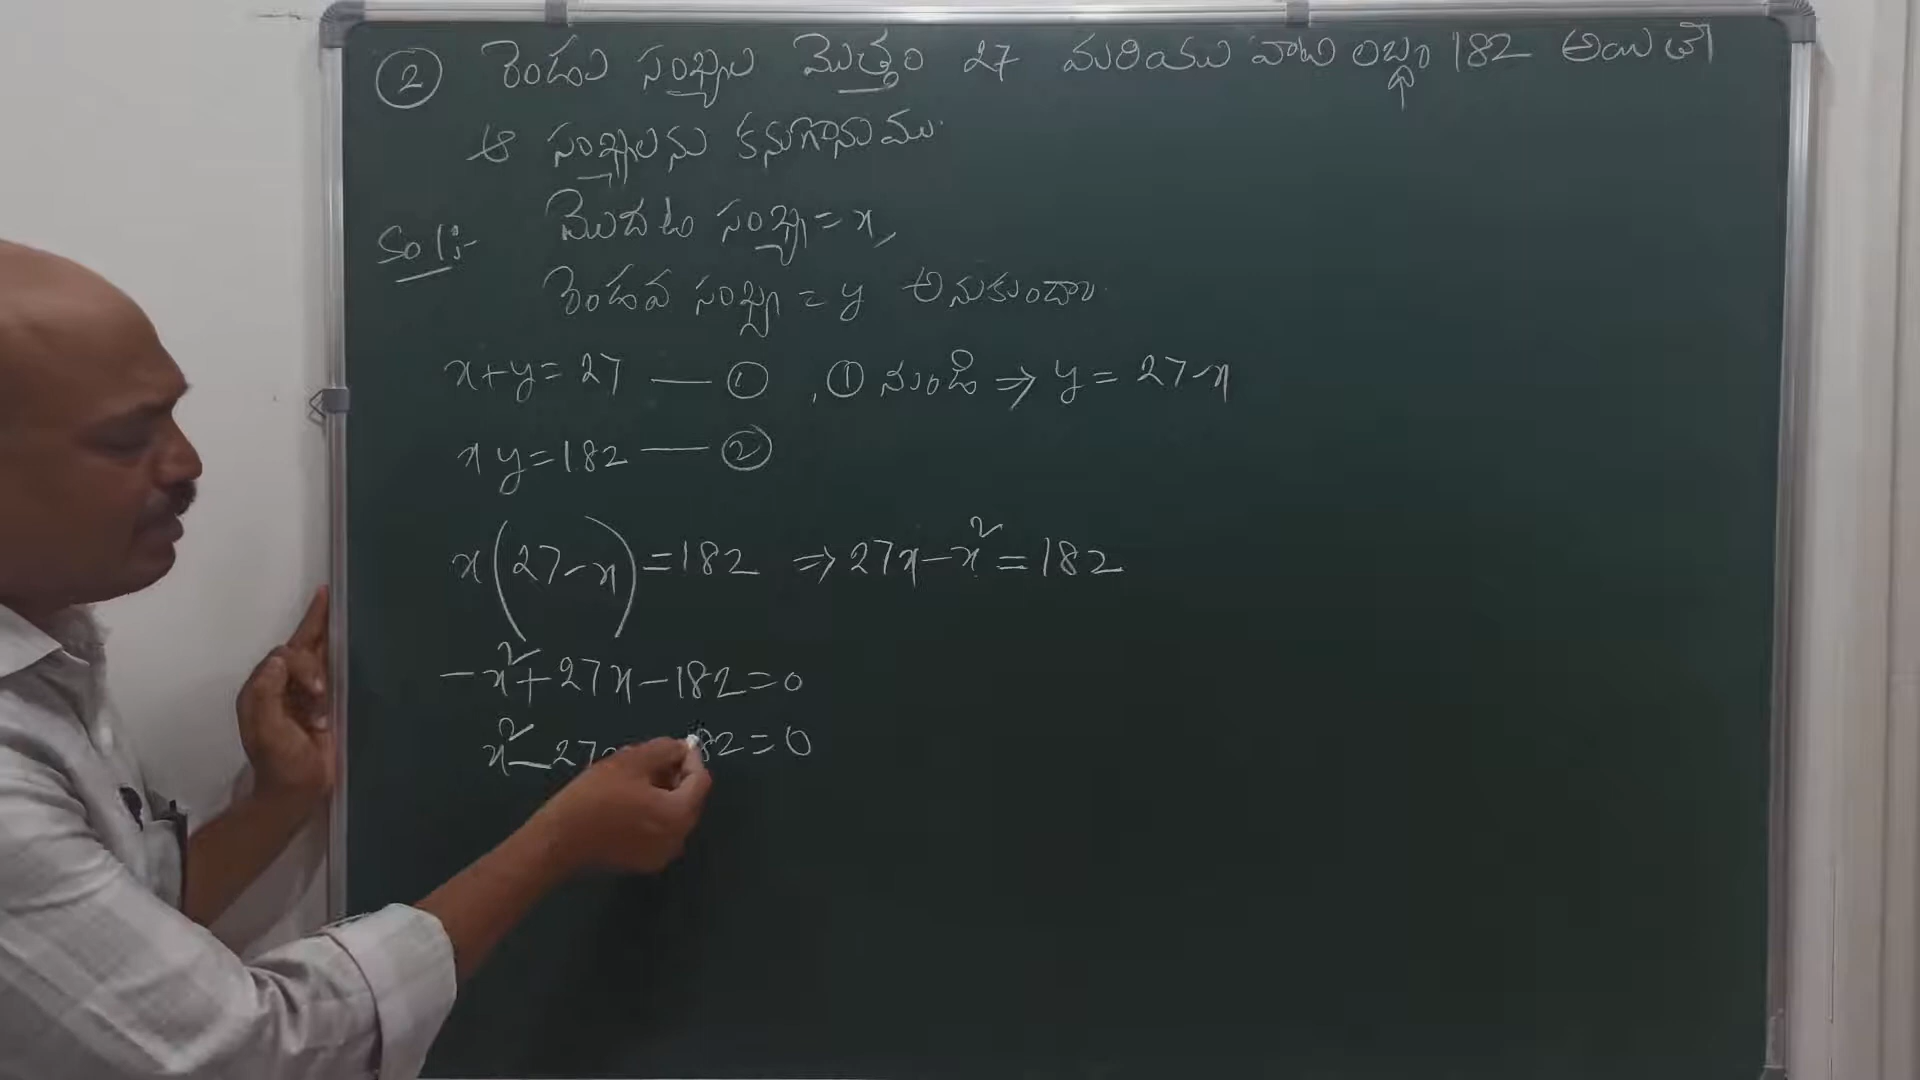 ② రెండు సంఖ్యల మొత్తం 27 మరియు వాటి లబ్ధం 182 అయితే
ఆ సంఖ్యలను కనుగొనుము.
Sol:- మొదటి సంఖ్య = x,
రెండవ సంఖ్య = y అనుకుందాం.
x+y=27 — ① , ① నుండి ⇒ y = 27-x
xy=182 — ②
x(27-x)=182 ⇒ 27x-x²=182
-x²+27x-182=0
x²-27 82=0